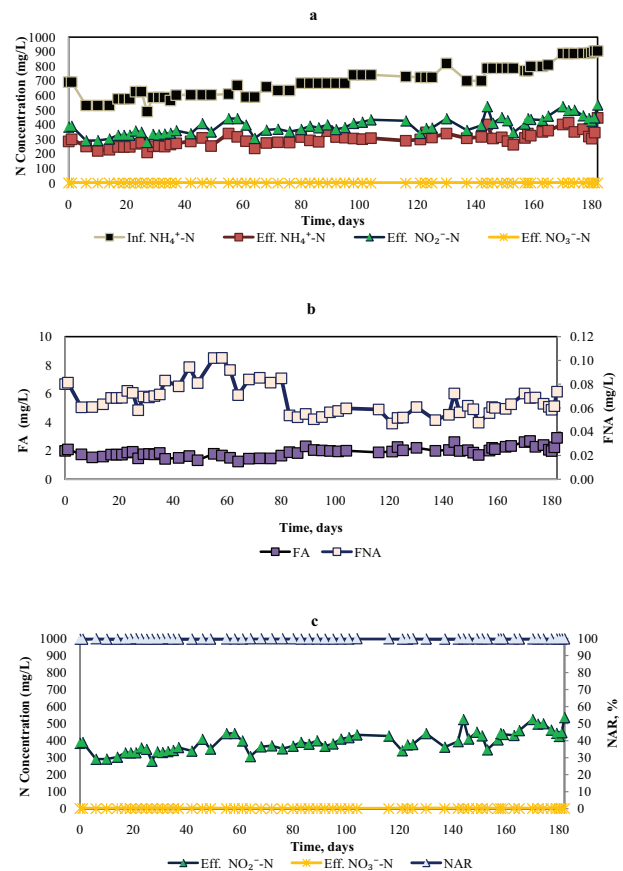 a
N Concentration (mg/L)
1000
900
800
700
600
500
400
300
200
100
0
0 20 40 60 80 100 120 140 160 180
Time, days
Inf. NH₄⁺-N Eff. NH₄⁺-N Eff. NO₂⁻-N Eff. NO₃⁻-N
b
FA (mg/L)
10
8
6
4
2
0
0.12
0.10
0.08
0.06
0.04
0.02
0.00
FNA (mg/L)
0 20 40 60 80 100 120 140 160 180
Time, days
FA FNA
c
N Concentration (mg/L)
1000
900
800
700
600
500
400
300
200
100
0
100
90
80
70
60
50
40
30
20
10
0
NAR, %
0 20 40 60 80 100 120 140 160 180
Time, days
Eff. NO₂⁻-N Eff. NO₃⁻-N NAR